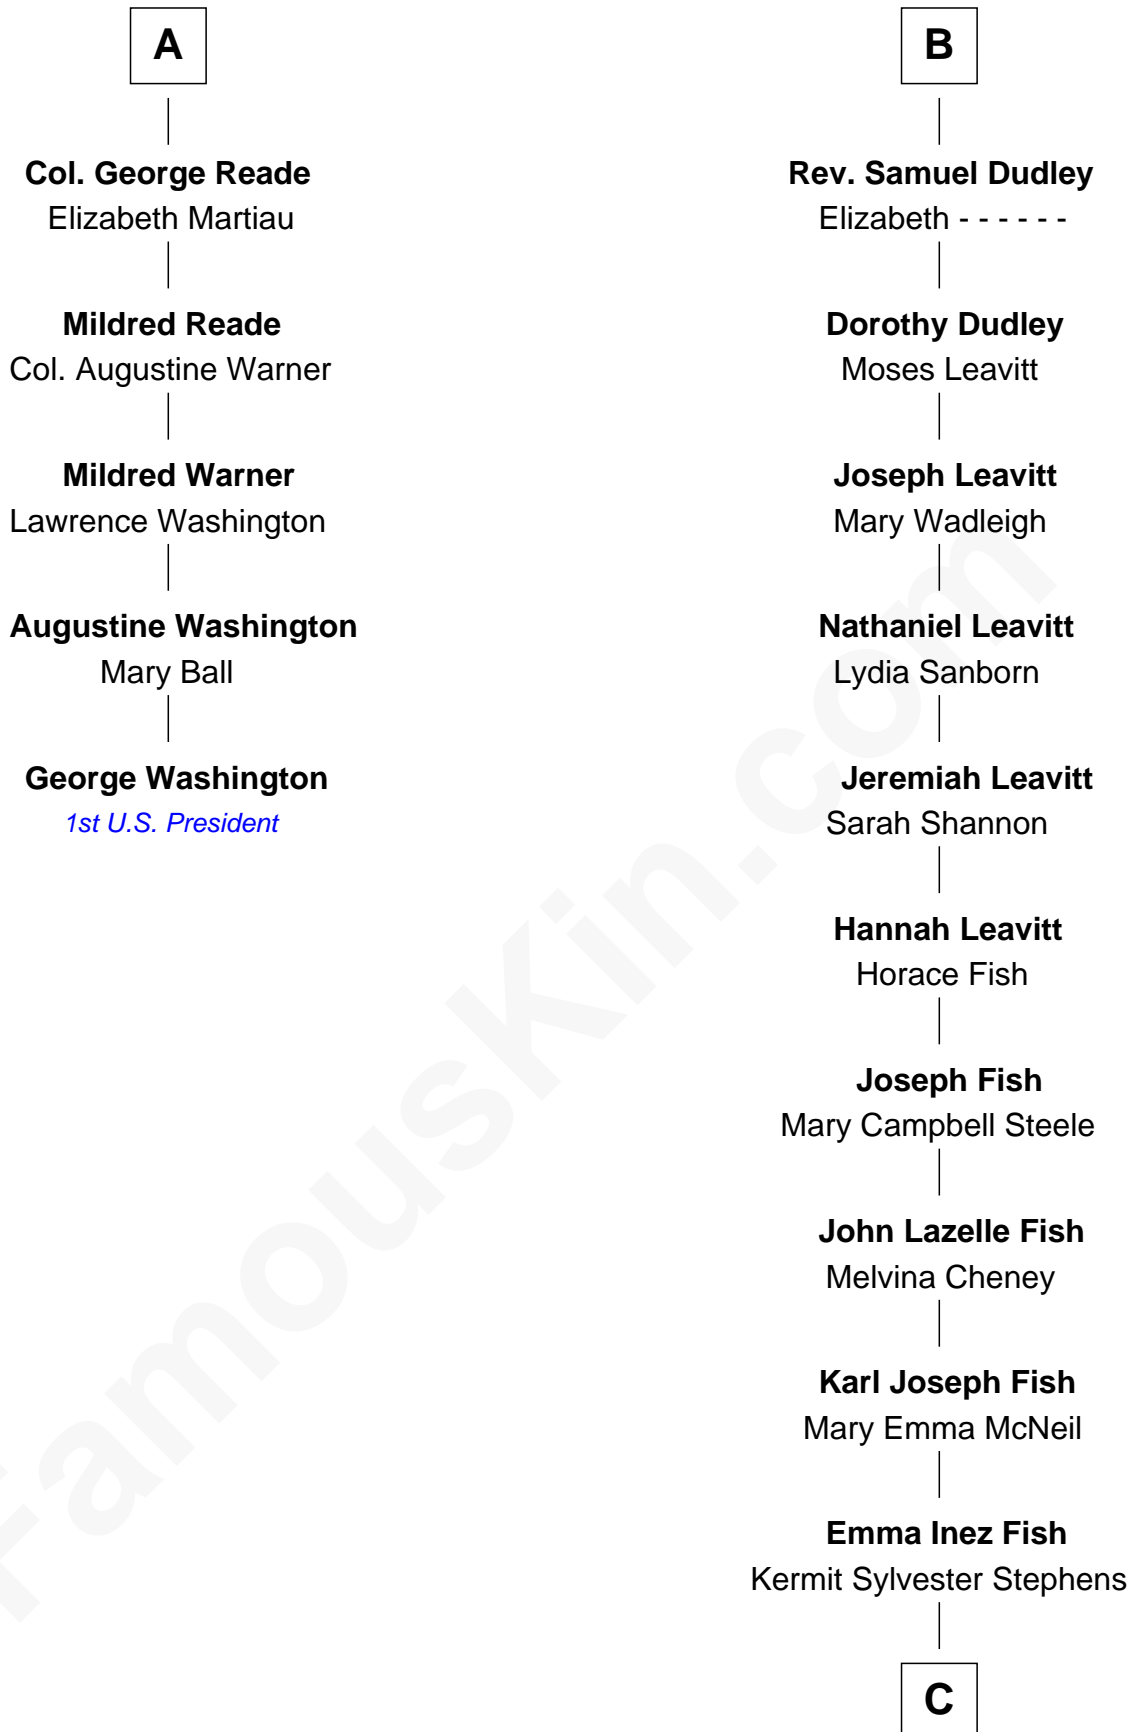 A
Col. George Reade
Elizabeth Martiau
Mildred Reade
Col. Augustine Warner
Mildred Warner
Lawrence Washington
Augustine Washington
Mary Ball
George Washington
1st U.S. President
B
Rev. Samuel Dudley
Elizabeth - - - - - -
Dorothy Dudley
Moses Leavitt
Joseph Leavitt
Mary Wadleigh
Nathaniel Leavitt
Lydia Sanborn
Jeremiah Leavitt
Sarah Shannon
Hannah Leavitt
Horace Fish
Joseph Fish
Mary Campbell Steele
John Lazelle Fish
Melvina Cheney
Karl Joseph Fish
Mary Emma McNeil
Emma Inez Fish
Kermit Sylvester Stephens
C
FamousKin.com